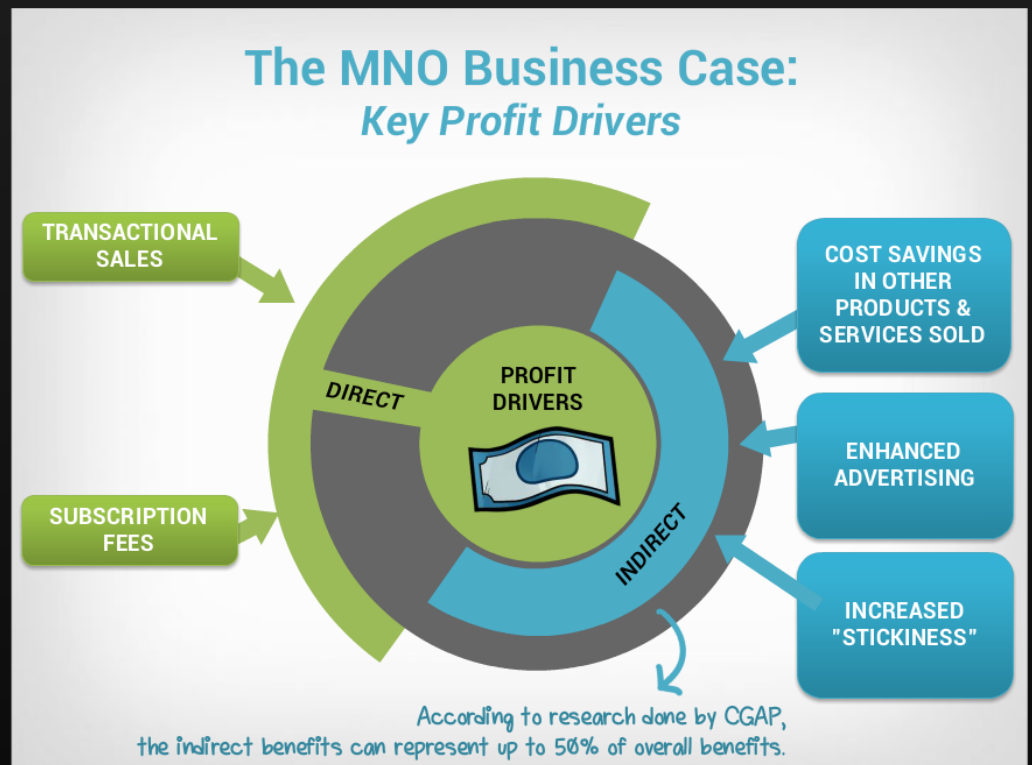 The MNO Business Case:
Key Profit Drivers
TRANSACTIONAL
SALES
SUBSCRIPTION
FEES
DIRECT
PROFIT
DRIVERS
INDIRECT
COST SAVINGS
IN OTHER
PRODUCTS &
SERVICES SOLD
ENHANCED
ADVERTISING
INCREASED
"STICKINESS"
According to research done by CGAP,
the indirect benefits can represent up to 50% of overall benefits.